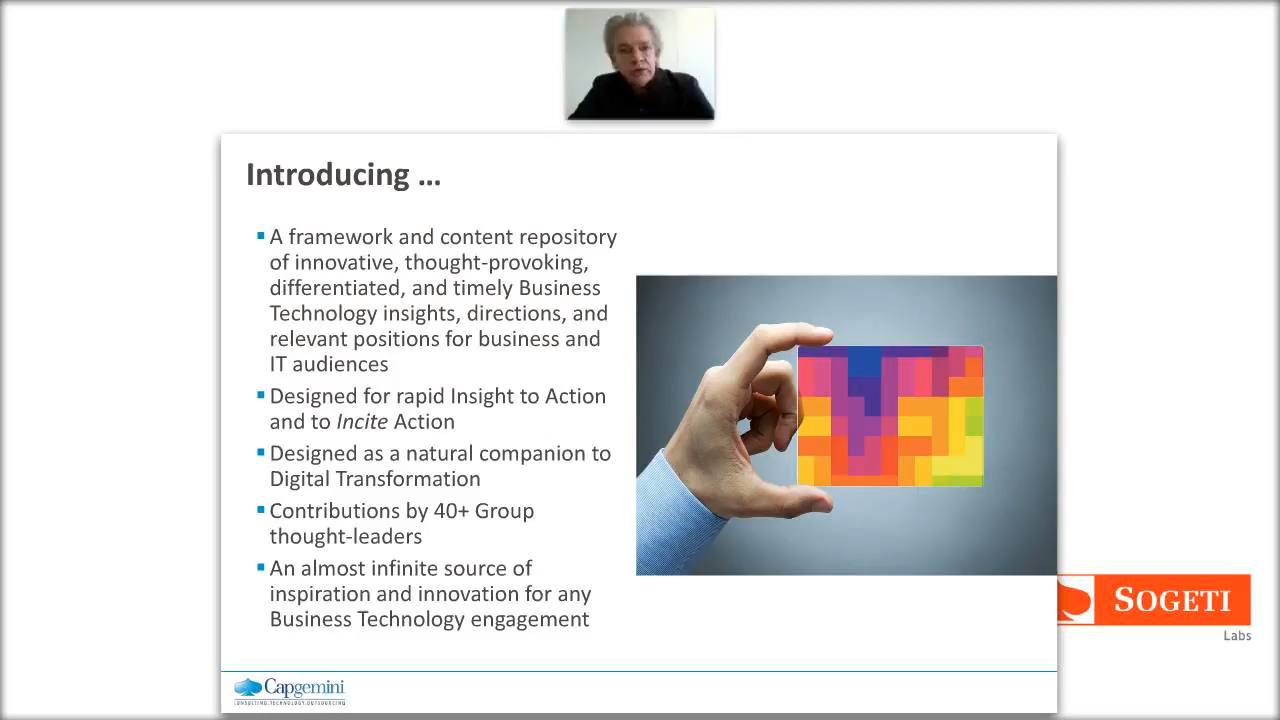 Introducing ...
A framework and content repository
of innovative, thought-provoking,
differentiated, and timely Business
Technology insights, directions, and
relevant positions for business and
IT audiences
Designed for rapid Insight to Action
and to Incite Action
Designed as a natural companion to
Digital Transformation
Contributions by 40+ Group
thought-leaders
An almost infinite source of
inspiration and innovation for any
Business Technology engagement
SOGETI
Labs
Capgemini
CONSULTING.TECHNOLOGY.OUTSOURCING